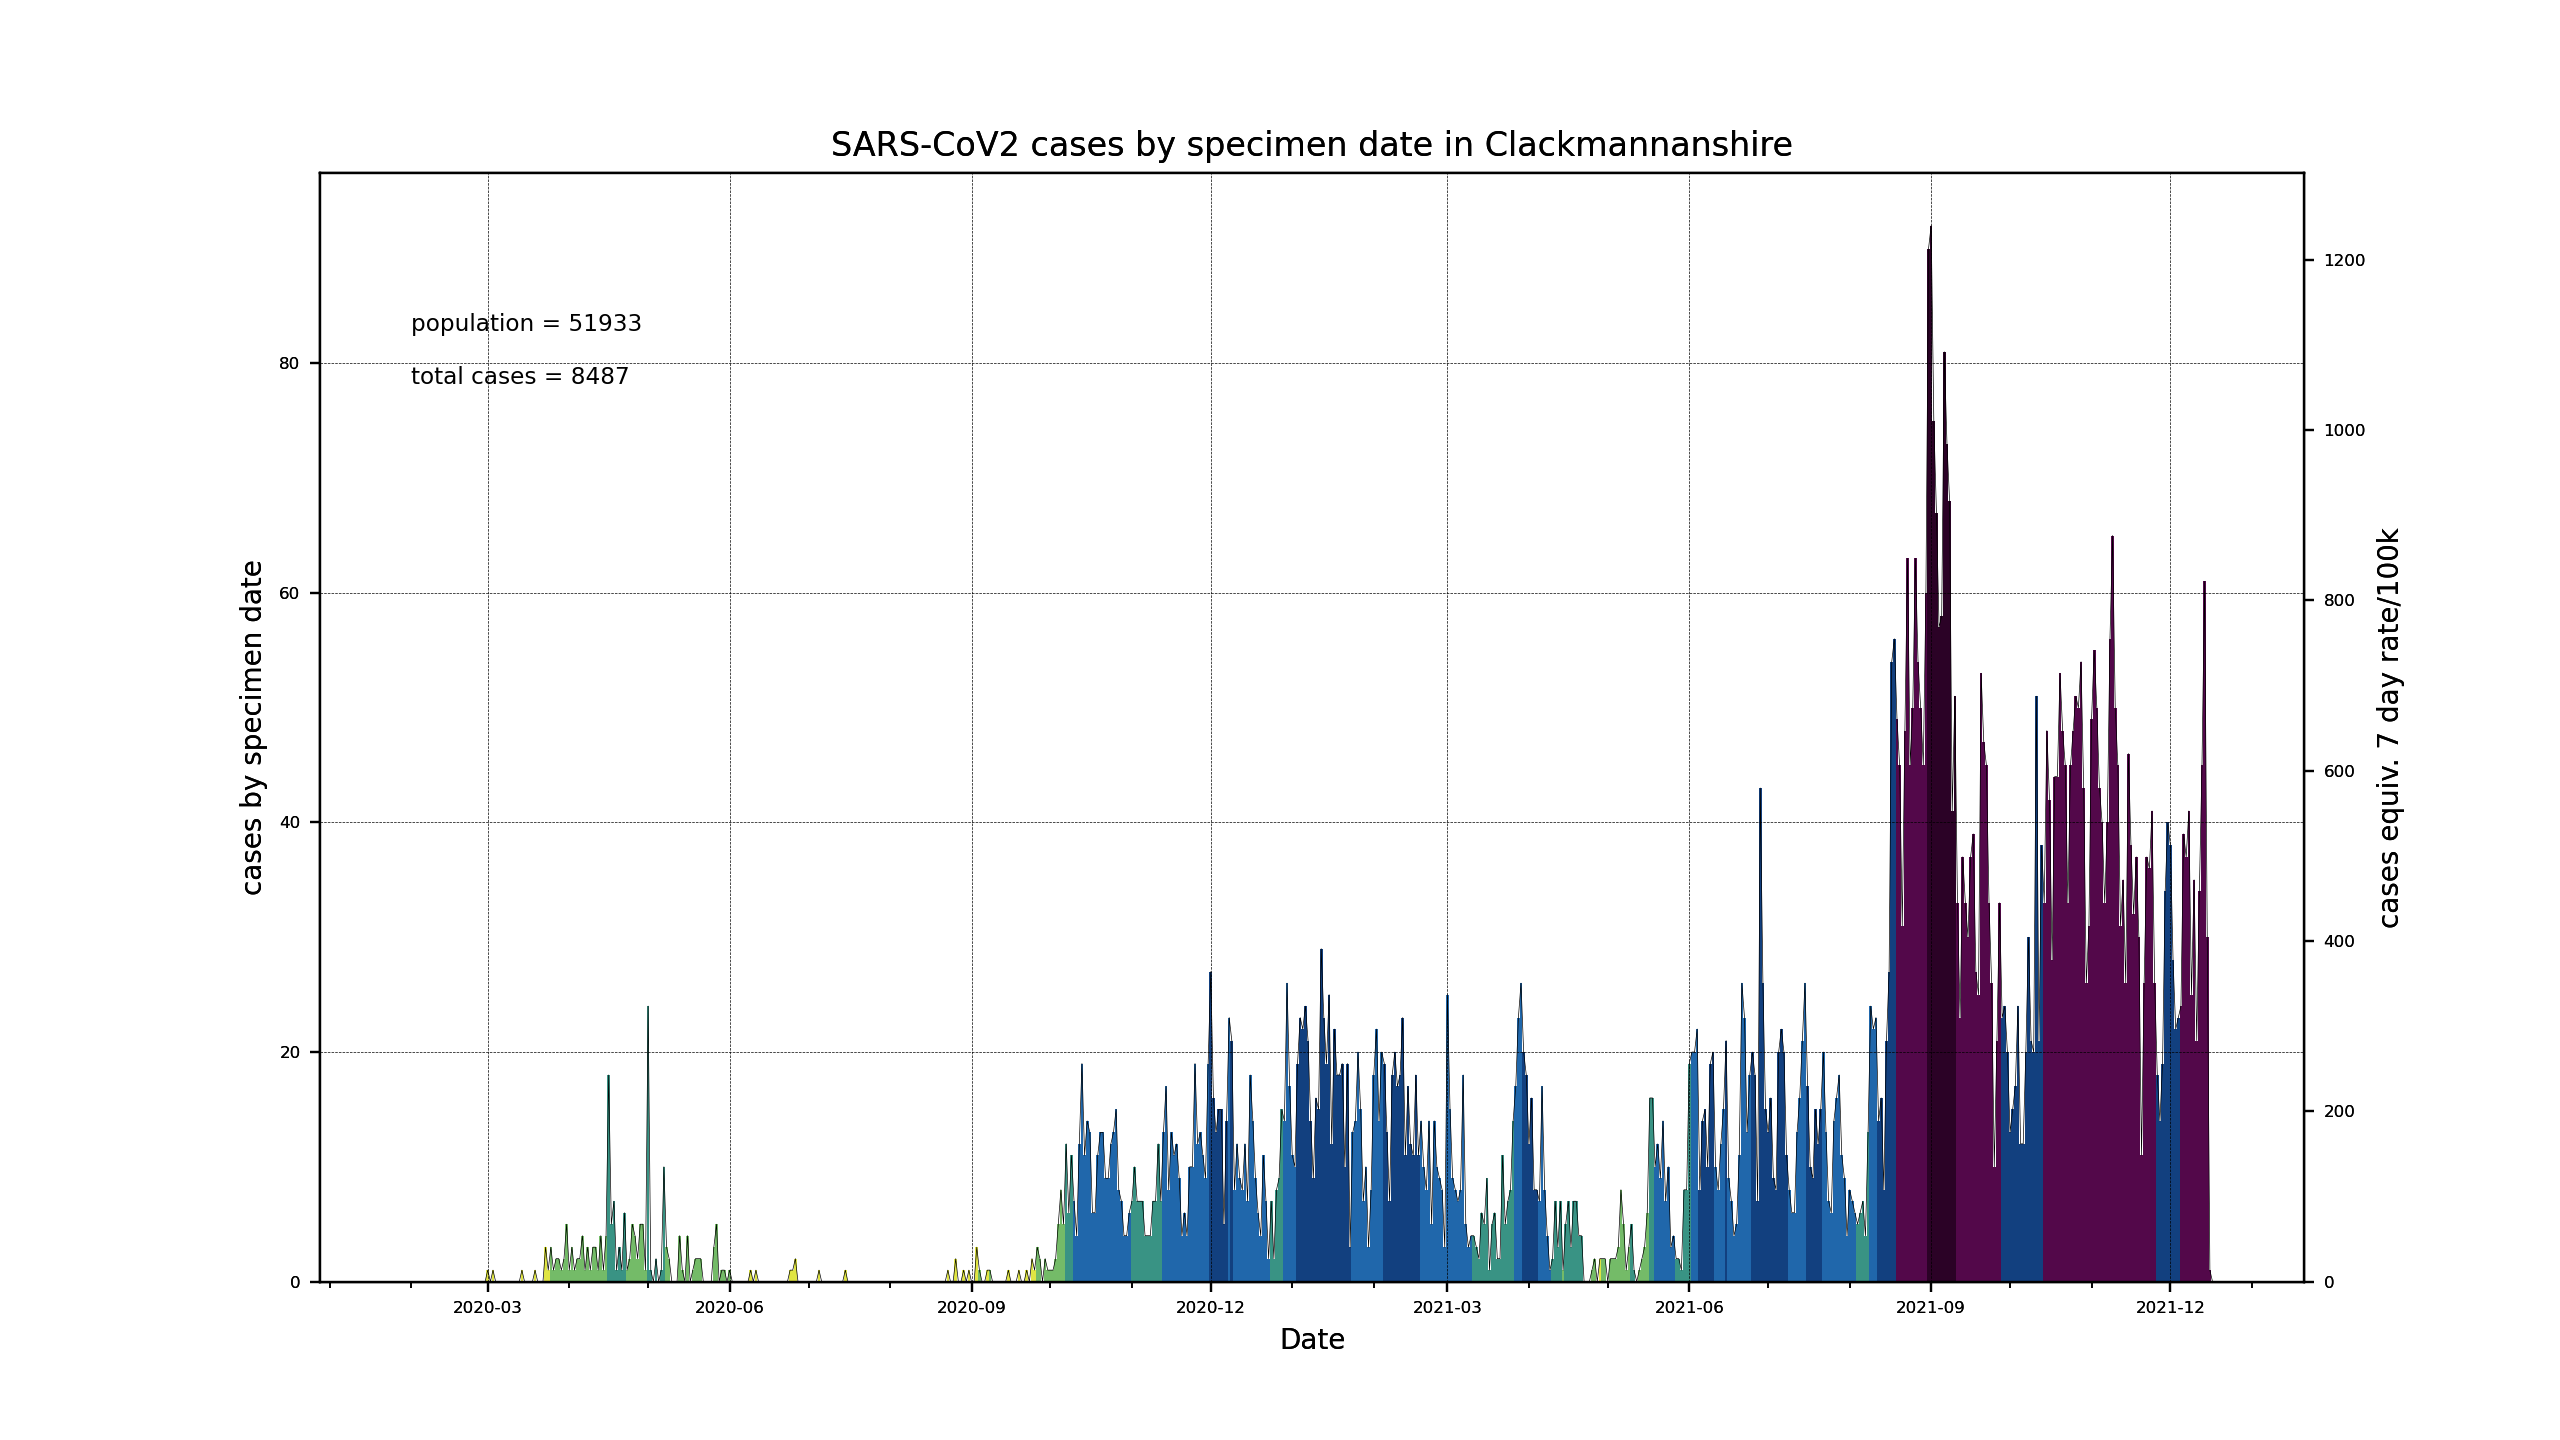 SARS-CoV2 cases by specimen date in Clackmannanshire
population = 51933
total cases = 8487
cases by specimen date
80
60
40
20
0
1200
1000
800
600
400
200
0
cases equiv. 7 day rate/100k
2020-03 2020-06 2020-09 2020-12 2021-03 2021-06 2021-09 2021-12
Date